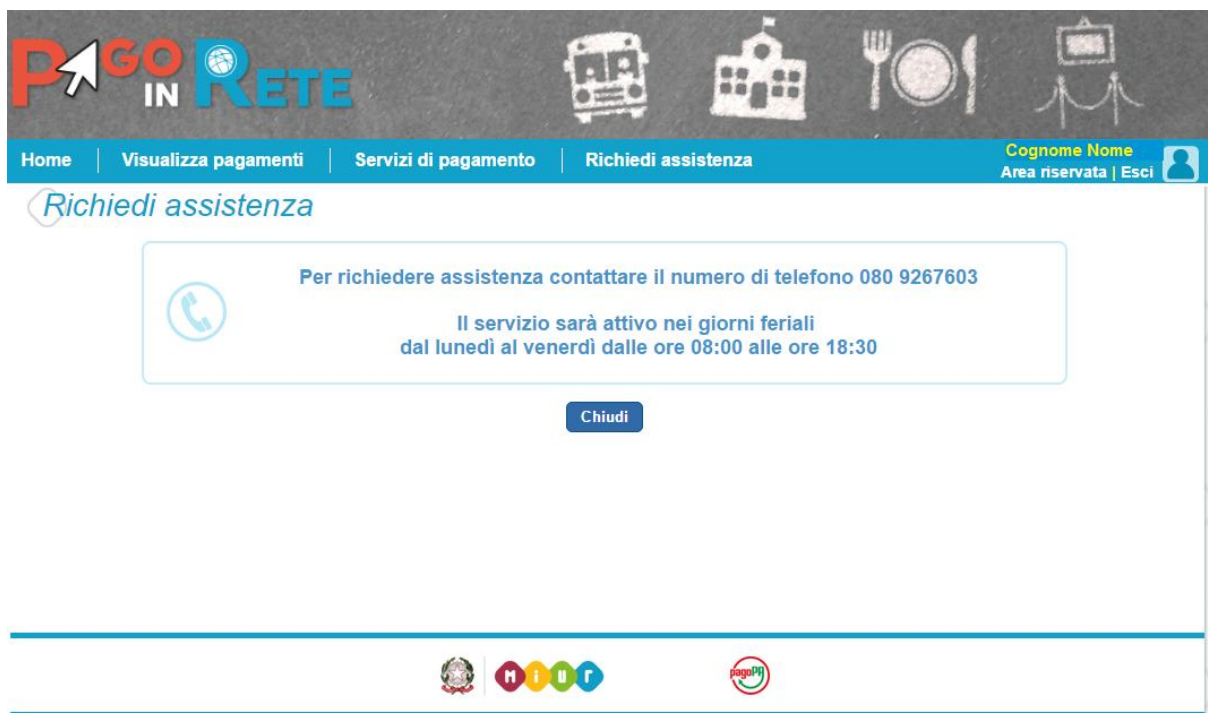 PAGO
IN RETE
Home
Visualizza pagamenti
Servizi di pagamento
Richiedi assistenza
Cognome Nome
Area riservata | Esci
Richiedi assistenza
Per richiedere assistenza contattare il numero di telefono 080 9267603
Il servizio sarà attivo nei giorni feriali
dal lunedì al venerdì dalle ore 08:00 alle ore 18:30
Chiudi
MIUr
pagoPA